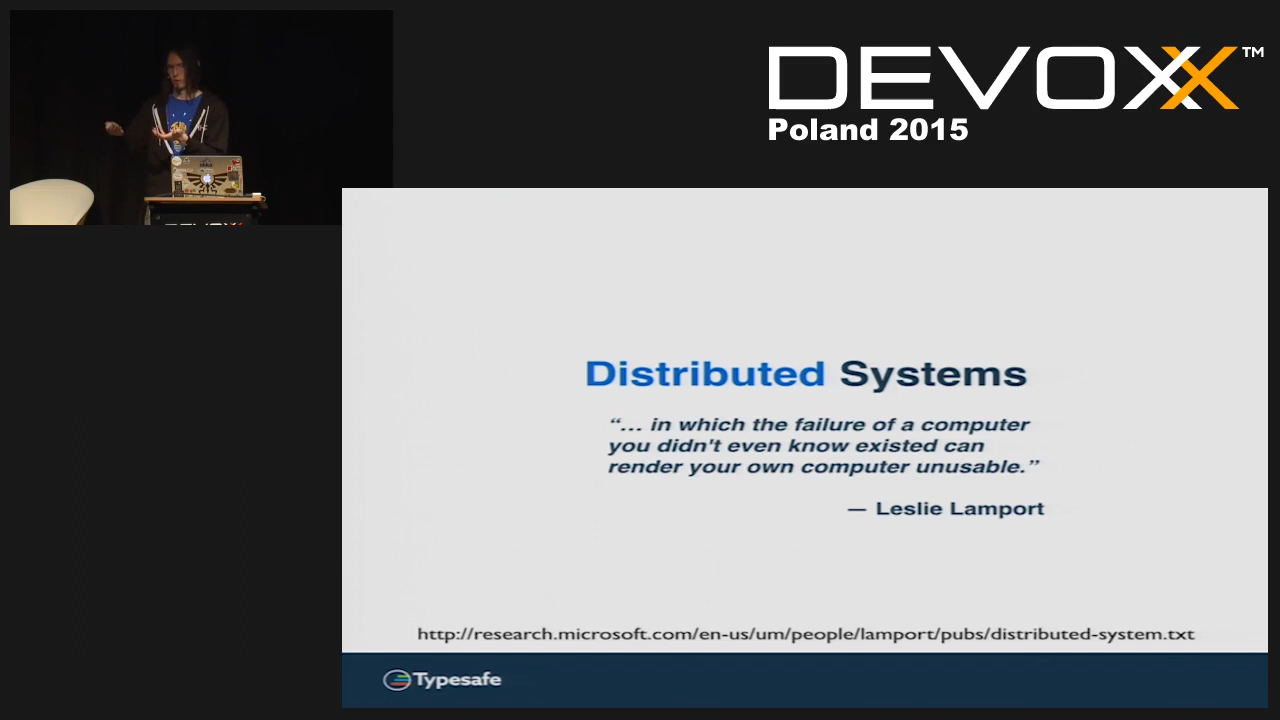 DEVOXX™
Poland 2015
Distributed Systems
“... in which the failure of a computer
you didn't even know existed can
render your own computer unusable.”
— Leslie Lamport
http://research.microsoft.com/en-us/um/people/lamport/pubs/distributed-system.txt
Typesafe